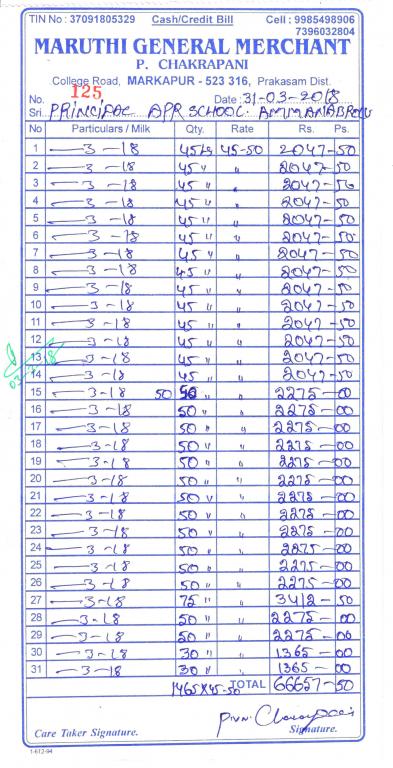 TIN No : 37091805329 Cash/Credit Bill Cell : 9985498906
7396032804
MARUTHI GENERAL MERCHANT
P. CHAKRAPANI
College Road, MARKAPUR - 523 316, Prakasam Dist.
No. 125 Date : 31-03-2018
Sri PRINCIPAL APR SCHOOL.
No Particulars / Milk Qty. Rate Rs. Ps.
1 —3-18 45 45-50 2047-50
2 —3-18 45 " " 2047-50
3 —3-18 45 " " 2047-50
4 —3-18 45 " " 2047-50
5 —3-18 45 " " 2047-50
6 —3-18 45 " " 2047-50
7 —3-18 45 " " 2047-50
8 —3-18 45 " " 2047-50
9 —3-18 45 " " 2047-50
10 —3-18 45 " " 2047-50
11 —3-18 45 " " 2047-50
12 —3-18 45 " " 2047-50
13 —3-18 45 " " 2047-50
14 —3-18 45 " " 2047-50
15 —3-18 50 50 " " 2275-00
16 —3-18 50 " " 2275-00
17 —3-18 50 " " 2275-00
18 —3-18 50 " " 2275-00
19 —3-18 50 " " 2275-00
20 —3-18 50 " " 2275-00
21 —3-18 50 " " 2275-00
22 —3-18 50 " " 2275-00
23 —3-18 50 " " 2275-00
24 —3-18 50 " " 2275-00
25 —3-18 50 " " 2275-00
26 —3-18 50 " " 2275-00
27 —3-18 75 " " 3412-50
28 —3-18 50 " " 2275-00
29 —3-18 50 " " 2275-00
30 —3-18 30 " " 1365-00
31 —3-18 30 " " 1365-00
1465X45-50 TOTAL 66657-50
Care Taker Signature. Signature.
1-612-94